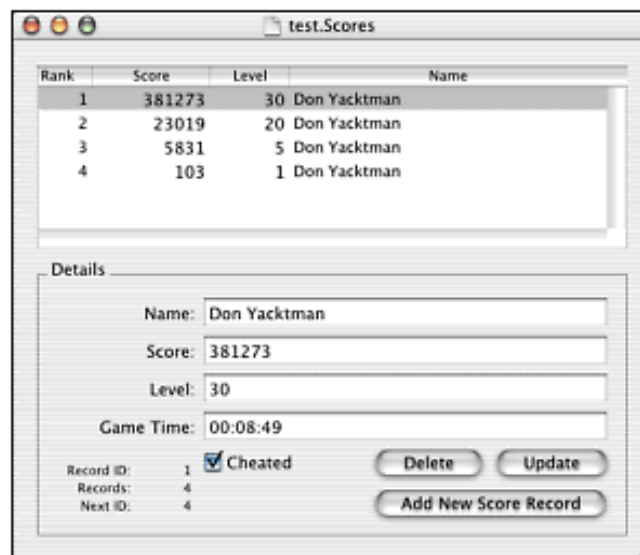 test.Scores
Rank Score Level Name
1 381273 30 Don Yacktman
2 23019 20 Don Yacktman
3 5831 5 Don Yacktman
4 103 1 Don Yacktman
Details
Name: Don Yacktman
Score: 381273
Level: 30
Game Time: 00:08:49
Record ID: 1
Records: 4
Next ID: 4
Cheated
Delete Update
Add New Score Record